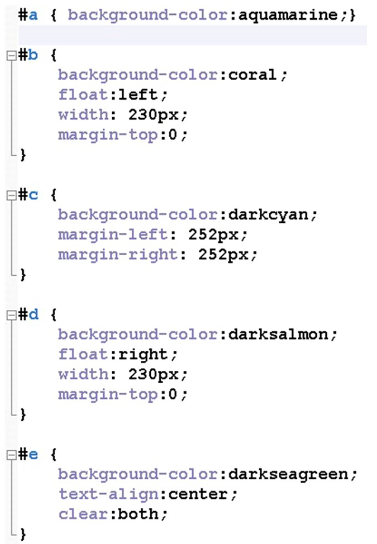 #a { background-color:aquamarine;}
#b {
background-color:coral;
float:left;
width: 230px;
margin-top:0;
}
#c {
background-color:darkcyan;
margin-left: 252px;
margin-right: 252px;
}
#d {
background-color:darksalmon;
float:right;
width: 230px;
margin-top:0;
}
#e {
background-color:darkseagreen;
text-align:center;
clear:both;
}